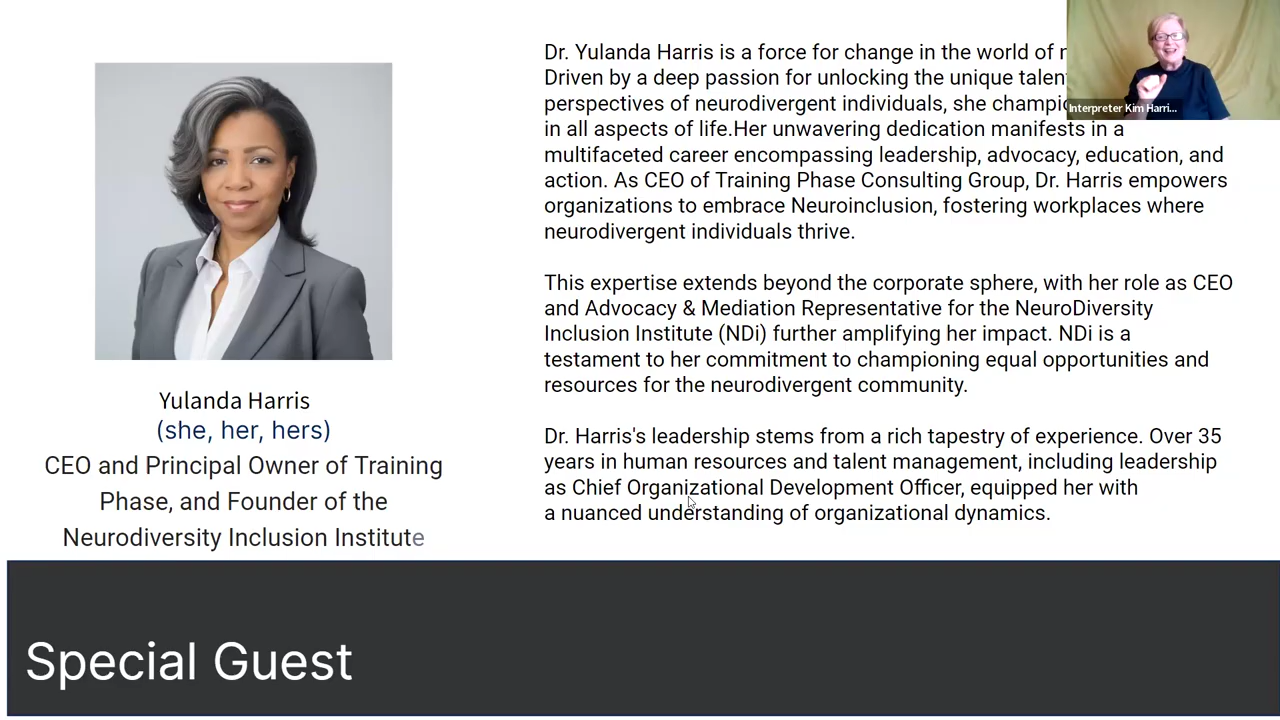 Dr. Yulanda Harris is a force for change in the world of
Driven by a deep passion for unlocking the unique
perspectives of neurodivergent individuals, she
in all aspects of life.Her unwavering dedication manifests in a
multifaceted career encompassing leadership, advocacy, education, and
action. As CEO of Training Phase Consulting Group, Dr. Harris empowers
organizations to embrace Neuroinclusion, fostering workplaces where
neurodivergent individuals thrive.
This expertise extends beyond the corporate sphere, with her role as CEO
and Advocacy & Mediation Representative for the NeuroDiversity
Inclusion Institute (NDi) further amplifying her impact. NDi is a
testament to her commitment to championing equal opportunities and
resources for the neurodivergent community.
Dr. Harris's leadership stems from a rich tapestry of experience. Over 35
years in human resources and talent management, including leadership
as Chief Organizational Development Officer, equipped her with
a nuanced understanding of organizational dynamics.
Interpreter Kim Harri...
Yulanda Harris
(she, her, hers)
CEO and Principal Owner of Training
Phase, and Founder of the
Neurodiversity Inclusion Institute
Special Guest